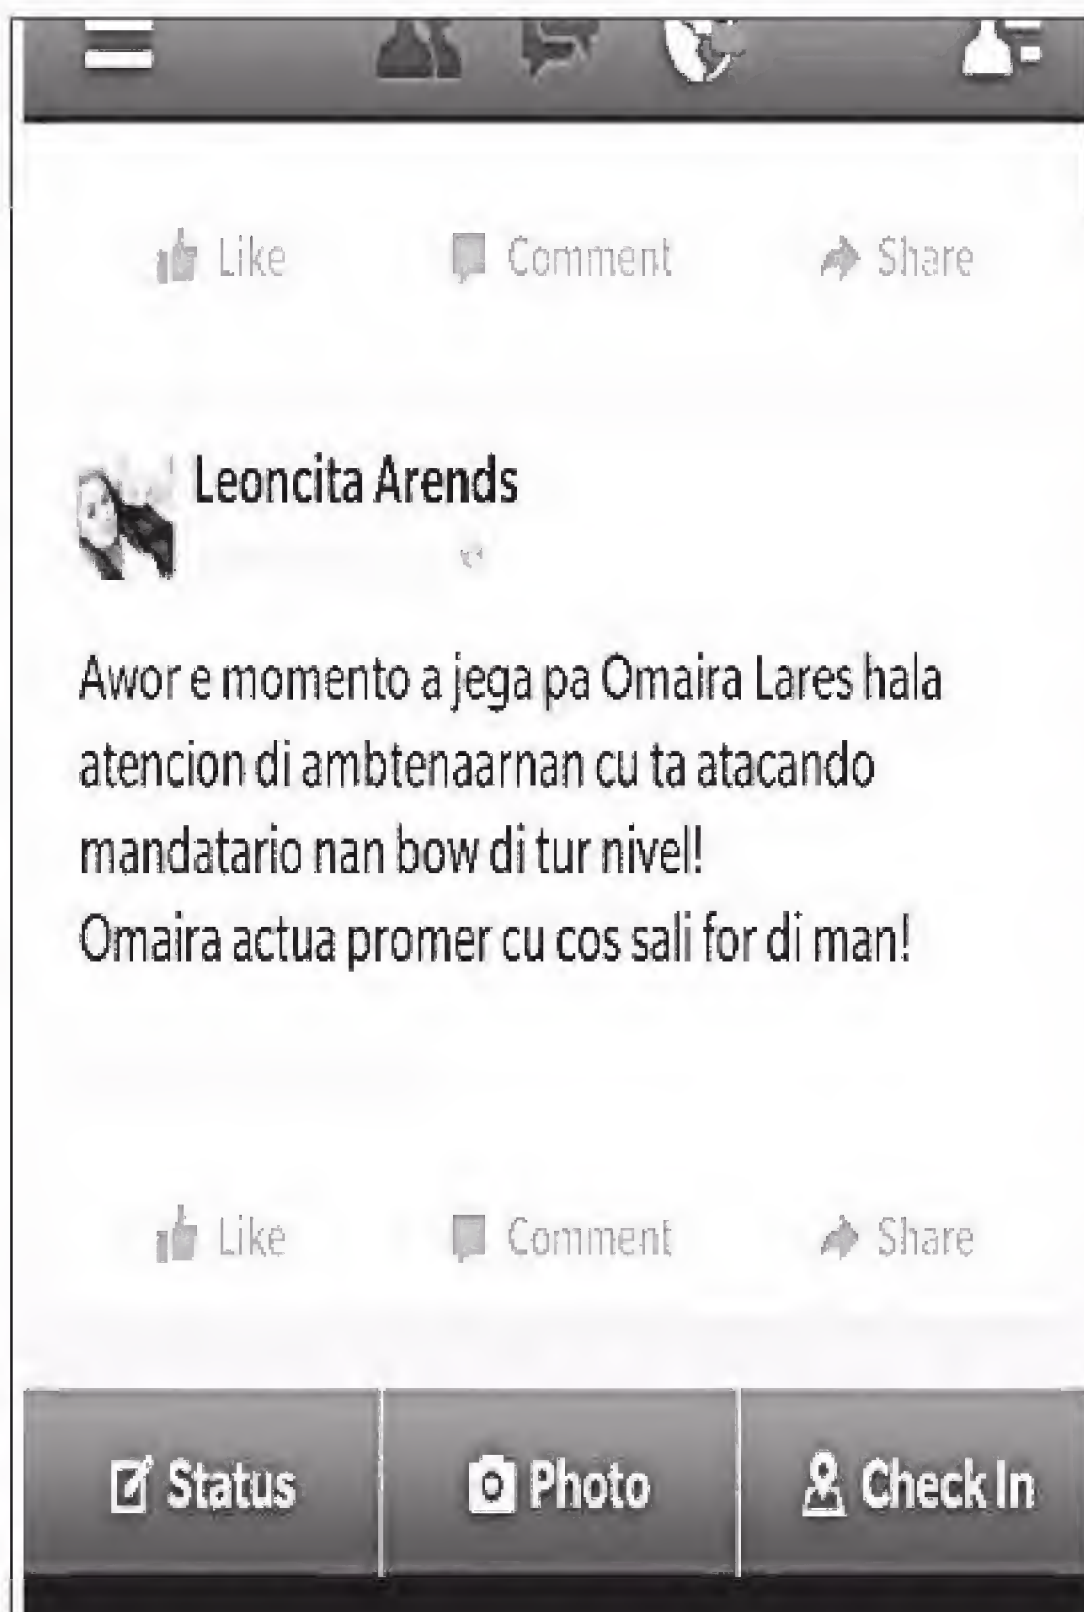 Like Comment Share
Leoncita Arends
Awor e momento a jega pa Omaira Lares hala
atencion di ambtenaarnan cu ta atacando
mandatario nan bow di tur nivel!
Omaira actua promer cu cos sali for di man!
Like Comment Share
Status Photo Check In